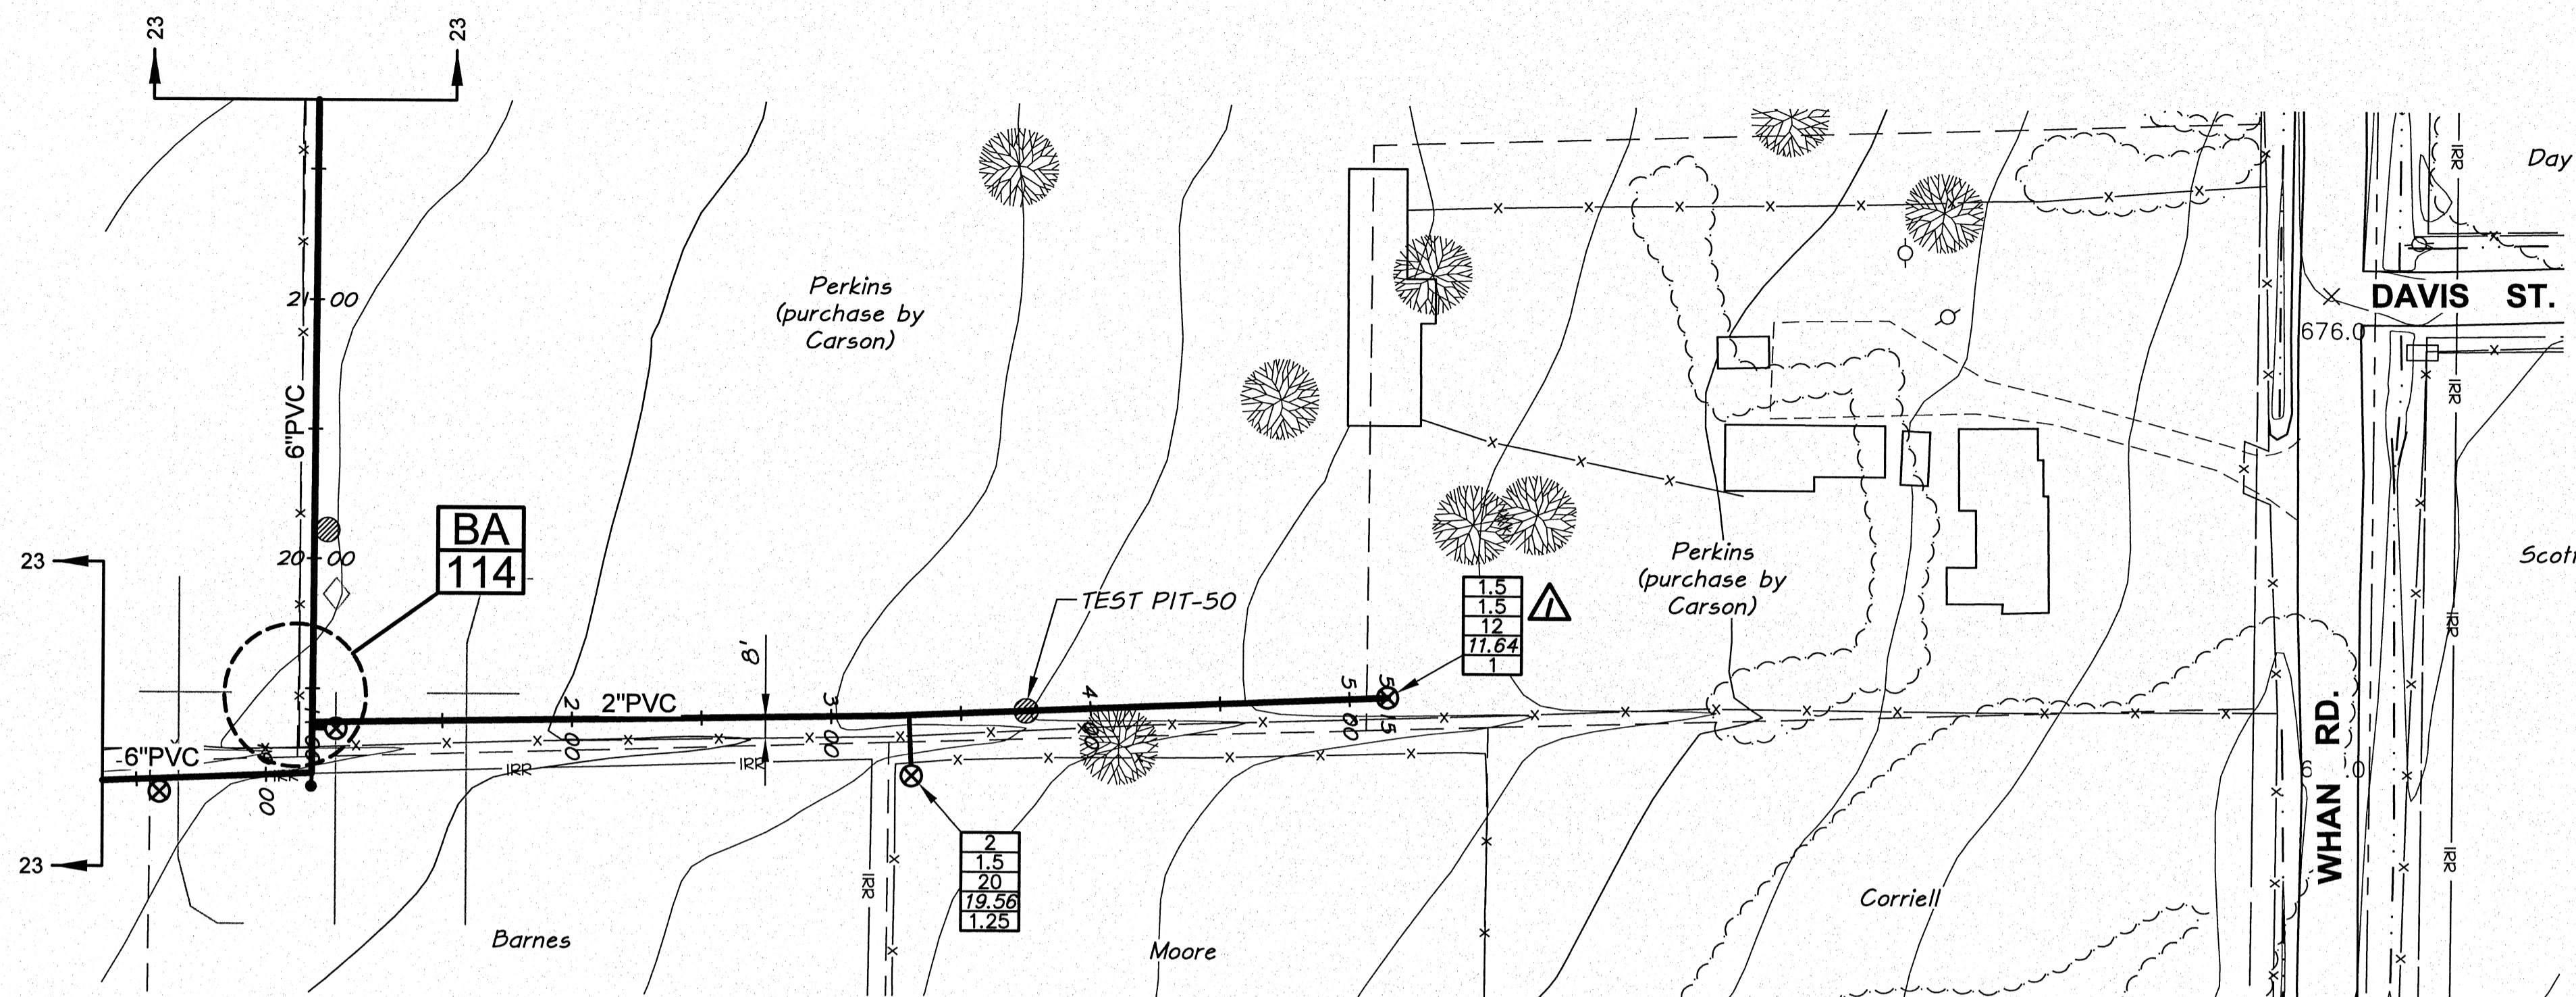 23
23
IRR
Day
21+00
Perkins
(purchase by
Carson)
DAVIS ST.
676.0
IRR
6"PVC
BA
114
23
20+00
Perkins
(purchase by
Carson)
TEST PIT-50
1.5
1.5
12
11.64
1
IRR
8'
2"PVC
2+00
3+00
4+00
5+00
5+15
-6"PVC
00
IRR
IRR
IRR
WHAN RD.
23
2
1.5
20
19.56
1.25
IRR
IRR
Corriell
Barnes
Moore